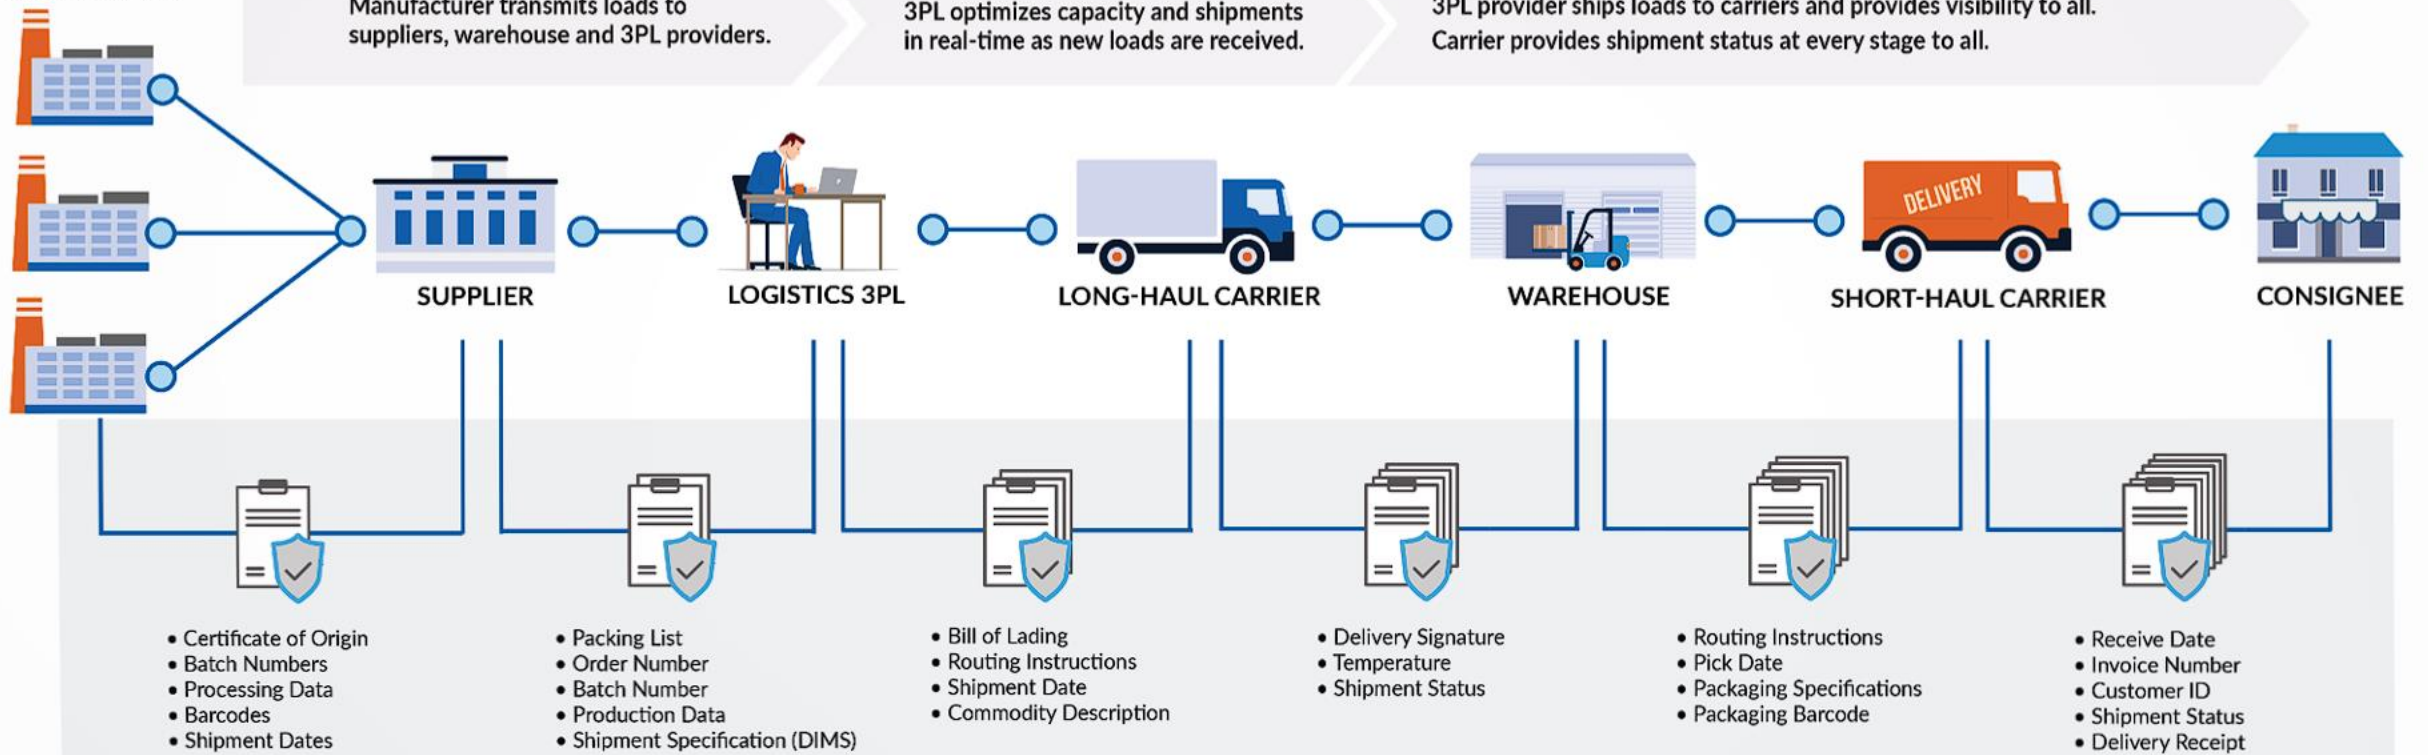 Manufacturer transmits loads to
suppliers, warehouse and 3PL providers.
3PL optimizes capacity and shipments
in real-time as new loads are received.
3PL provider ships loads to carriers and provides visibility to all.
Carrier provides shipment status at every stage to all.
DELIVERY
SUPPLIER
LOGISTICS 3PL
LONG-HAUL CARRIER
WAREHOUSE
SHORT-HAUL CARRIER
CONSIGNEE
• Certificate of Origin
• Batch Numbers
• Processing Data
• Barcodes
• Shipment Dates
• Packing List
• Order Number
• Batch Number
• Production Data
• Shipment Specification (DIMS)
• Bill of Lading
• Routing Instructions
• Shipment Date
• Commodity Description
• Delivery Signature
• Temperature
• Shipment Status
• Routing Instructions
• Pick Date
• Packaging Specifications
• Packaging Barcode
• Receive Date
• Invoice Number
• Customer ID
• Shipment Status
• Delivery Receipt